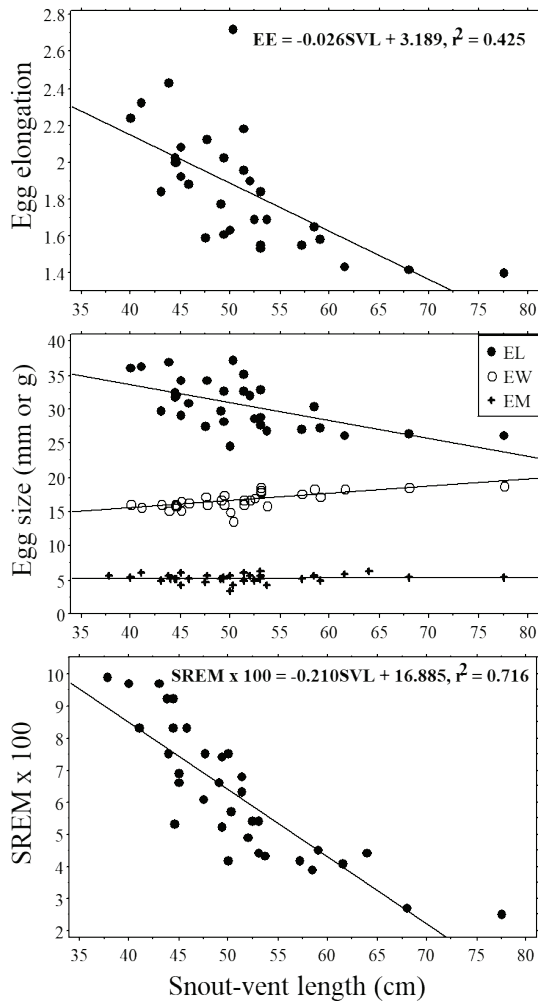 EE = -0.026SVL + 3.189, r² = 0.425
Egg elongation
2.8
2.6
2.4
2.2
2
1.8
1.6
1.4
35 40 45 50 55 60 65 70 75 80
EL
EW
EM
Egg size (mm or g)
40
35
30
25
20
15
10
5
0
35 40 45 50 55 60 65 70 75 80
SREM x 100 = -0.210SVL + 16.885, r² = 0.716
SREM x 100
10
9
8
7
6
5
4
3
2
35 40 45 50 55 60 65 70 75 80
Snout-vent length (cm)